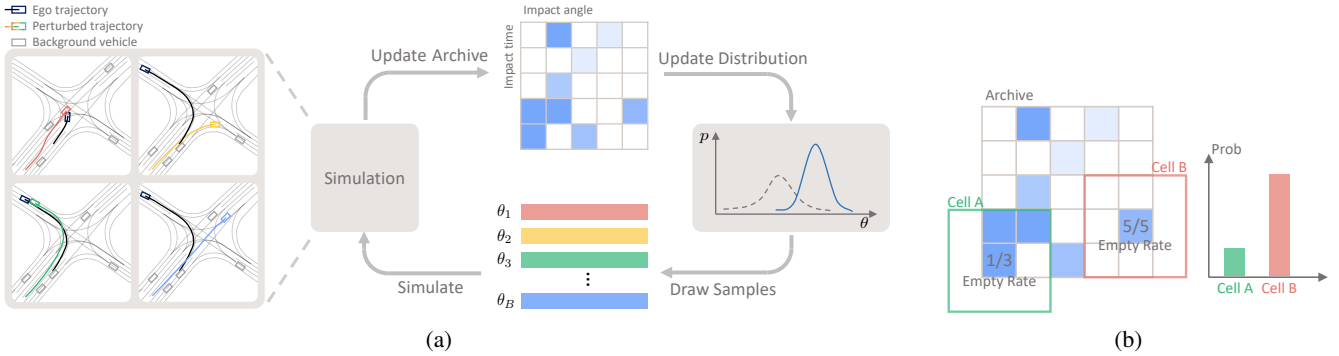 Ego trajectory
Perturbed trajectory
Background vehicle
Update Archive
Impact angle
Impact time
Update Distribution
Simulation
p
θ
θ1
θ2
θ3
⋮
θB
Simulate
Draw Samples
(a)
Archive
Cell B
Cell A
5/5
Empty Rate
1/3
Empty Rate
Prob
Cell A
Cell B
(b)